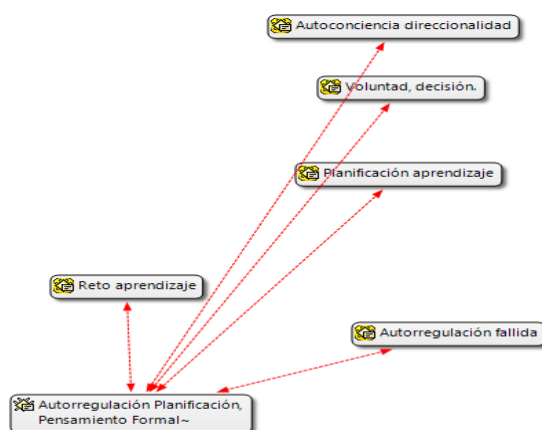 Autoconciencia direccionalidad
Voluntad, decisión.
Planificación aprendizaje
Reto aprendizaje
Autorregulación fallida
Autorregulación Planificación,
Pensamiento Formal~